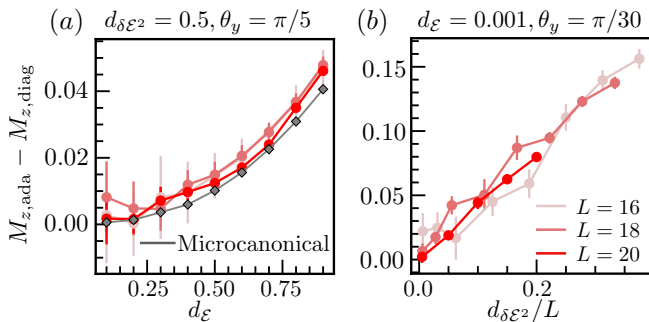 (a) d_{δℰ²} = 0.5, θ_y = π/5
M_{z,ada} − M_{z,diag}
0.04
0.02
0.00
Microcanonical
0.25 0.50 0.75
d_ℰ
(b) d_ℰ = 0.001, θ_y = π/30
0.15
0.10
0.05
0.00
L = 16
L = 18
L = 20
0.0 0.2
d_{δℰ²}/L